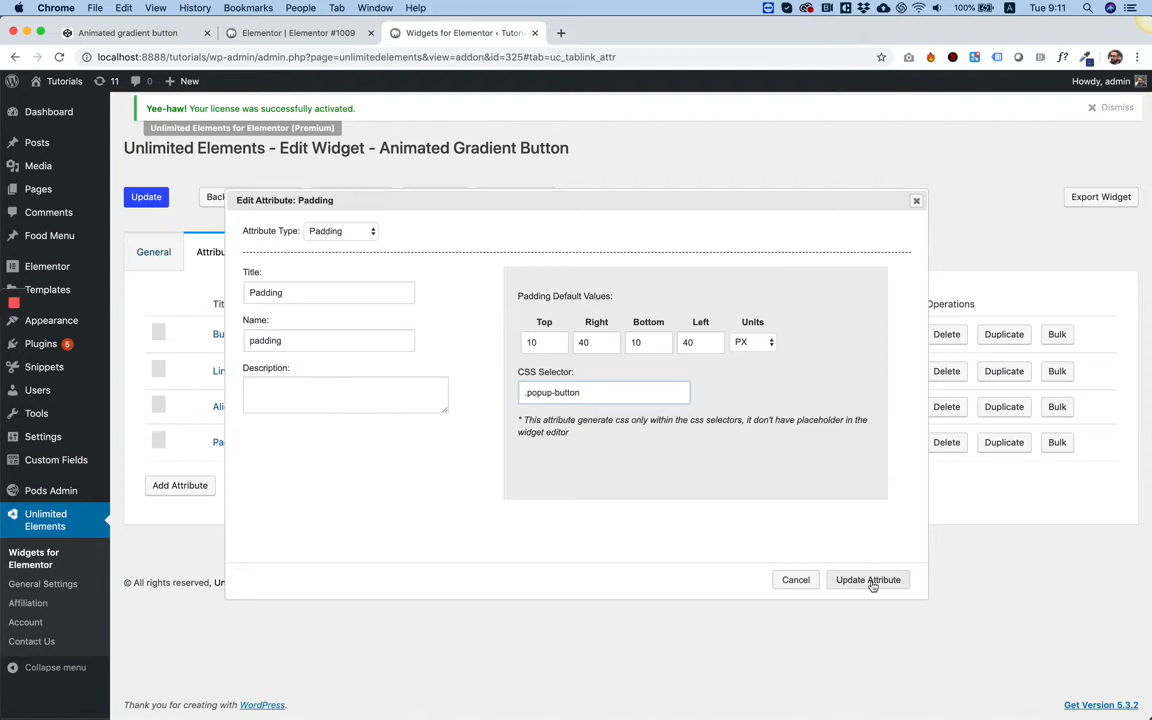 Chrome File Edit View History Bookmarks People Tab Window Help
100% Tue 9:11
Animated gradient button
Elementor | Elementor #1009
Widgets for Elementor ‹ Tutori
localhost:8888/tutorials/wp-admin/admin.php?page=unlimitedelements&view=addon&id=325#tab=uc_tablink_attr
Tutorials 11 0 New Howdy, admin
Dashboard
Posts
Media
Pages
Comments
Food Menu
Elementor
Templates
Appearance
Plugins 5
Snippets
Users
Tools
Settings
Custom Fields
Pods Admin
Unlimited
Elements
Widgets for
Elementor
General Settings
Affiliation
Account
Contact Us
Collapse menu
Yee-haw! Your license was successfully activated.
Dismiss
Unlimited Elements for Elementor (Premium)
Unlimited Elements - Edit Widget - Animated Gradient Button
Update
Bac
Export Widget
General
Attribu
Tit
Operations
Bu
Delete Duplicate Bulk
Lin
Delete Duplicate Bulk
Ali
Delete Duplicate Bulk
Pa
Delete Duplicate Bulk
Add Attribute
Edit Attribute: Padding
Attribute Type: Padding
Title:
Padding
Name:
padding
Description:
Padding Default Values:
Top Right Bottom Left Units
10 40 10 40 PX
CSS Selector:
.popup-button
* This attribute generate css only within the css selectors, it don't have placeholder in the
widget editor
Cancel Update Attribute
© All rights reserved, Un
Thank you for creating with WordPress.
Get Version 5.3.2